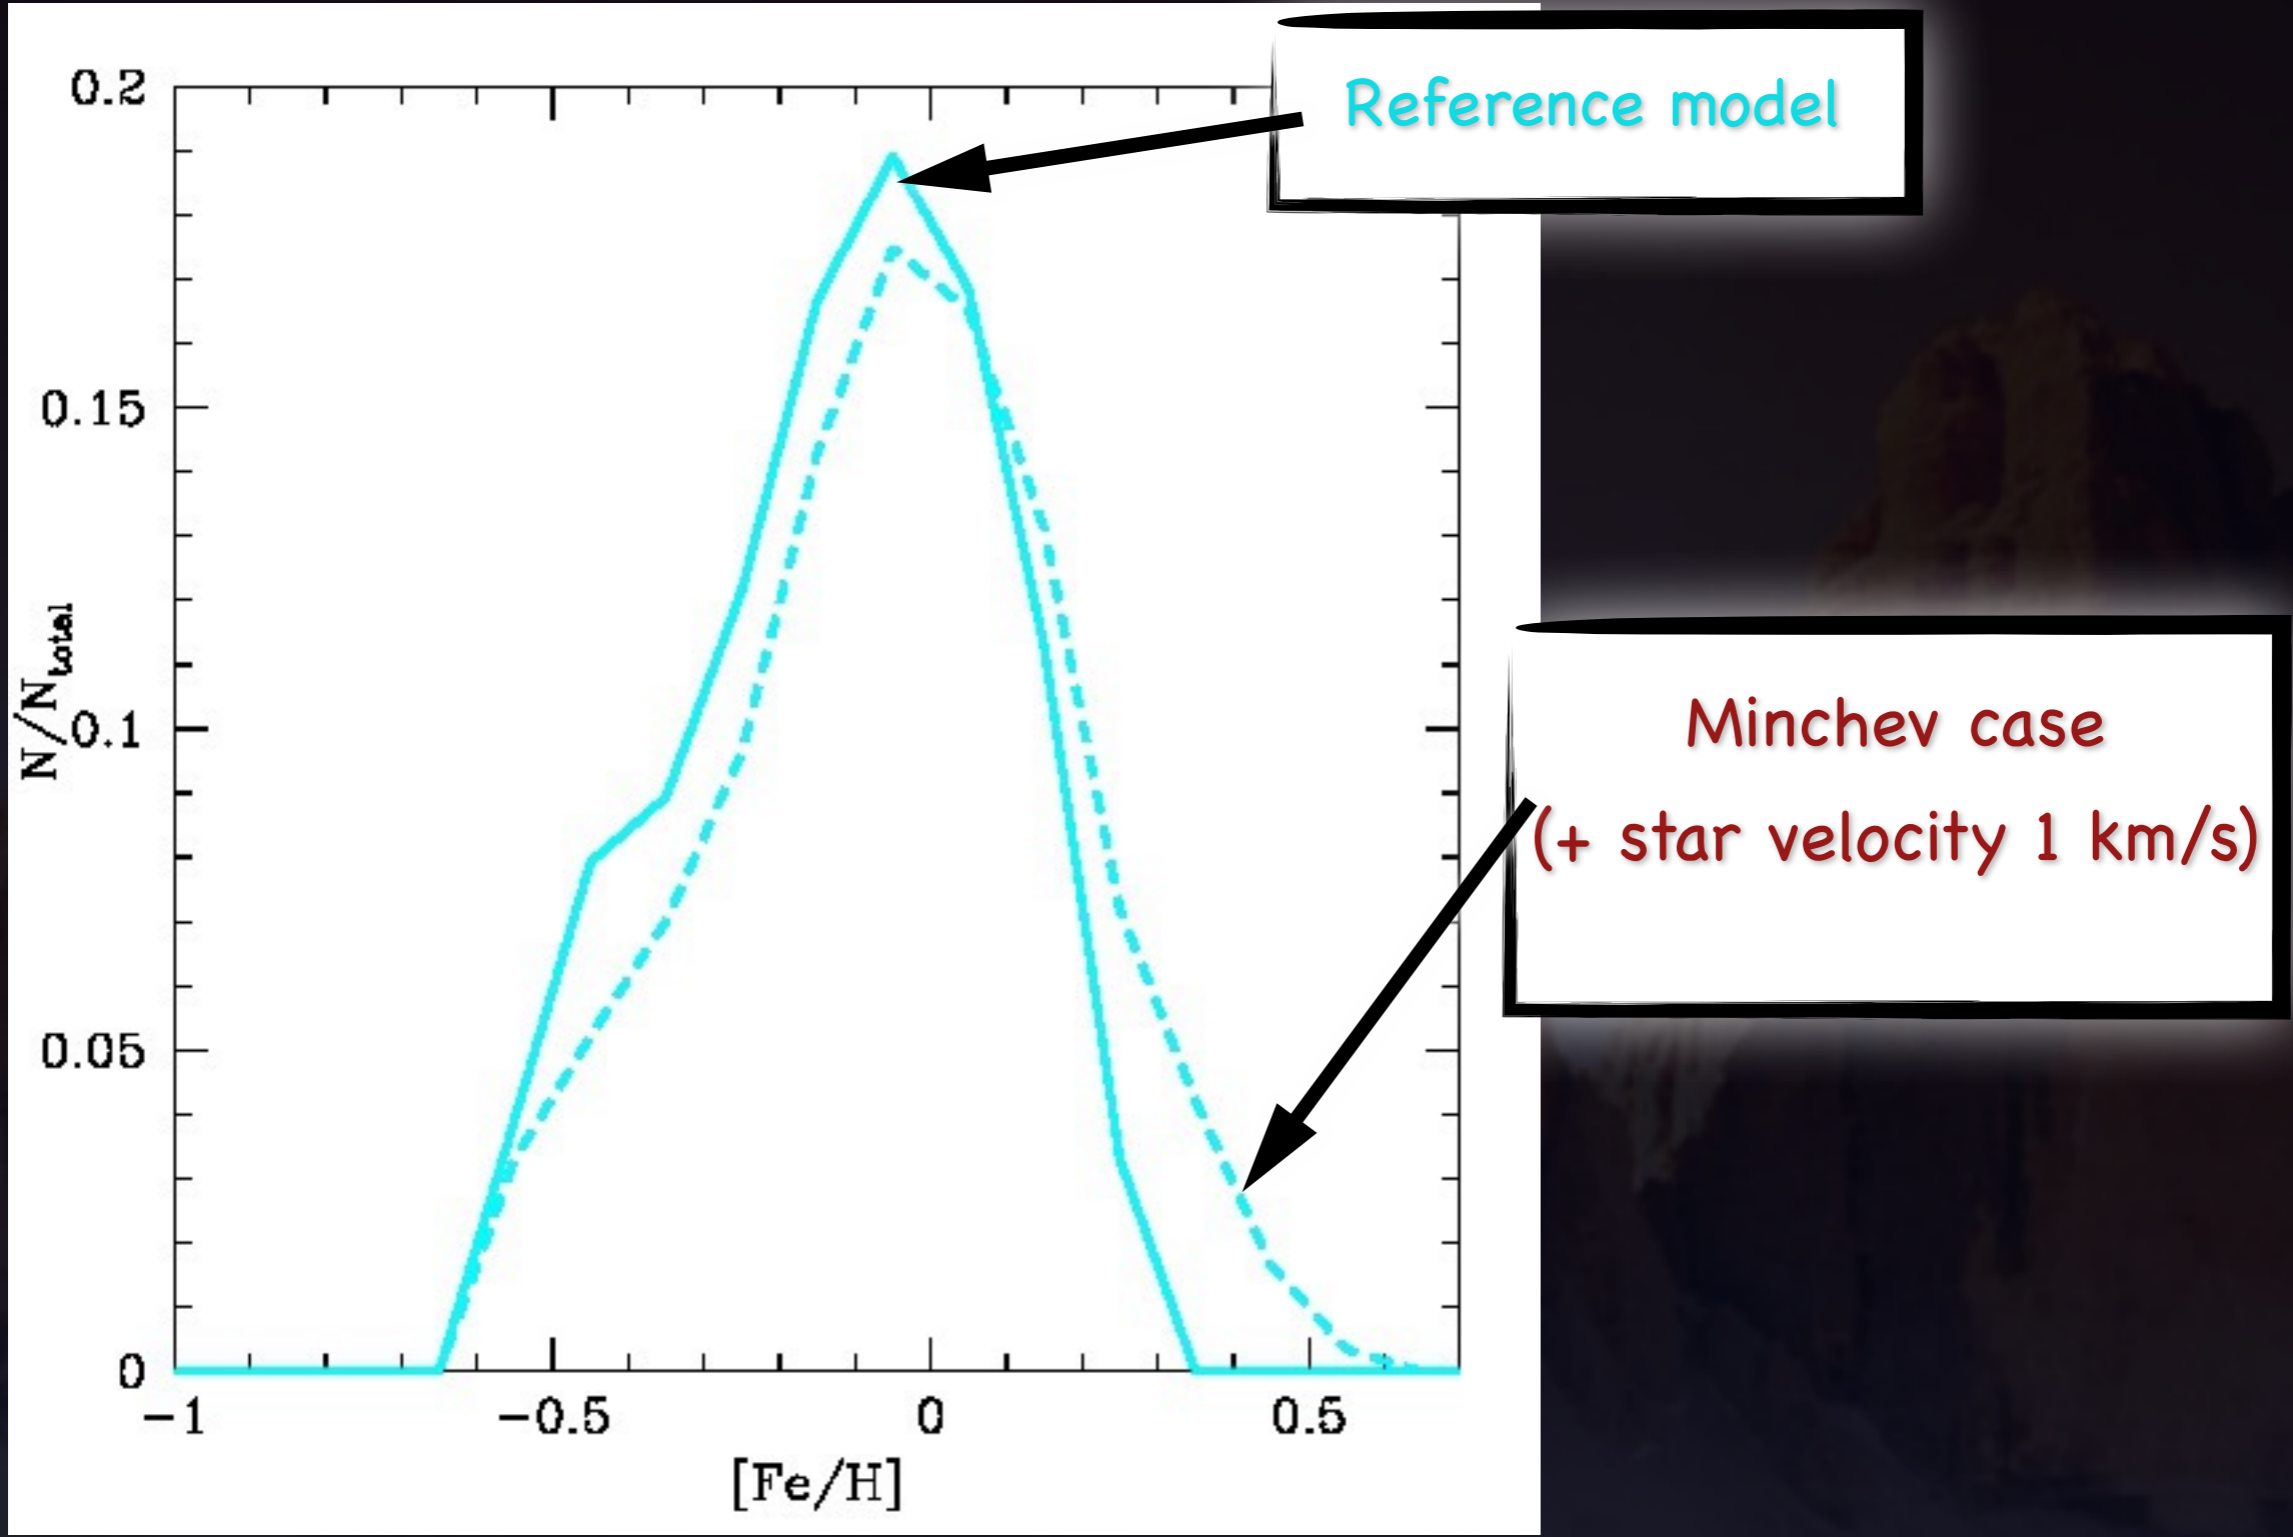 Reference model
0.2
0.15
0.1
0.05
0
N/Ntotal
Minchev case
(+ star velocity 1 km/s)
−1
−0.5
0
0.5
[Fe/H]